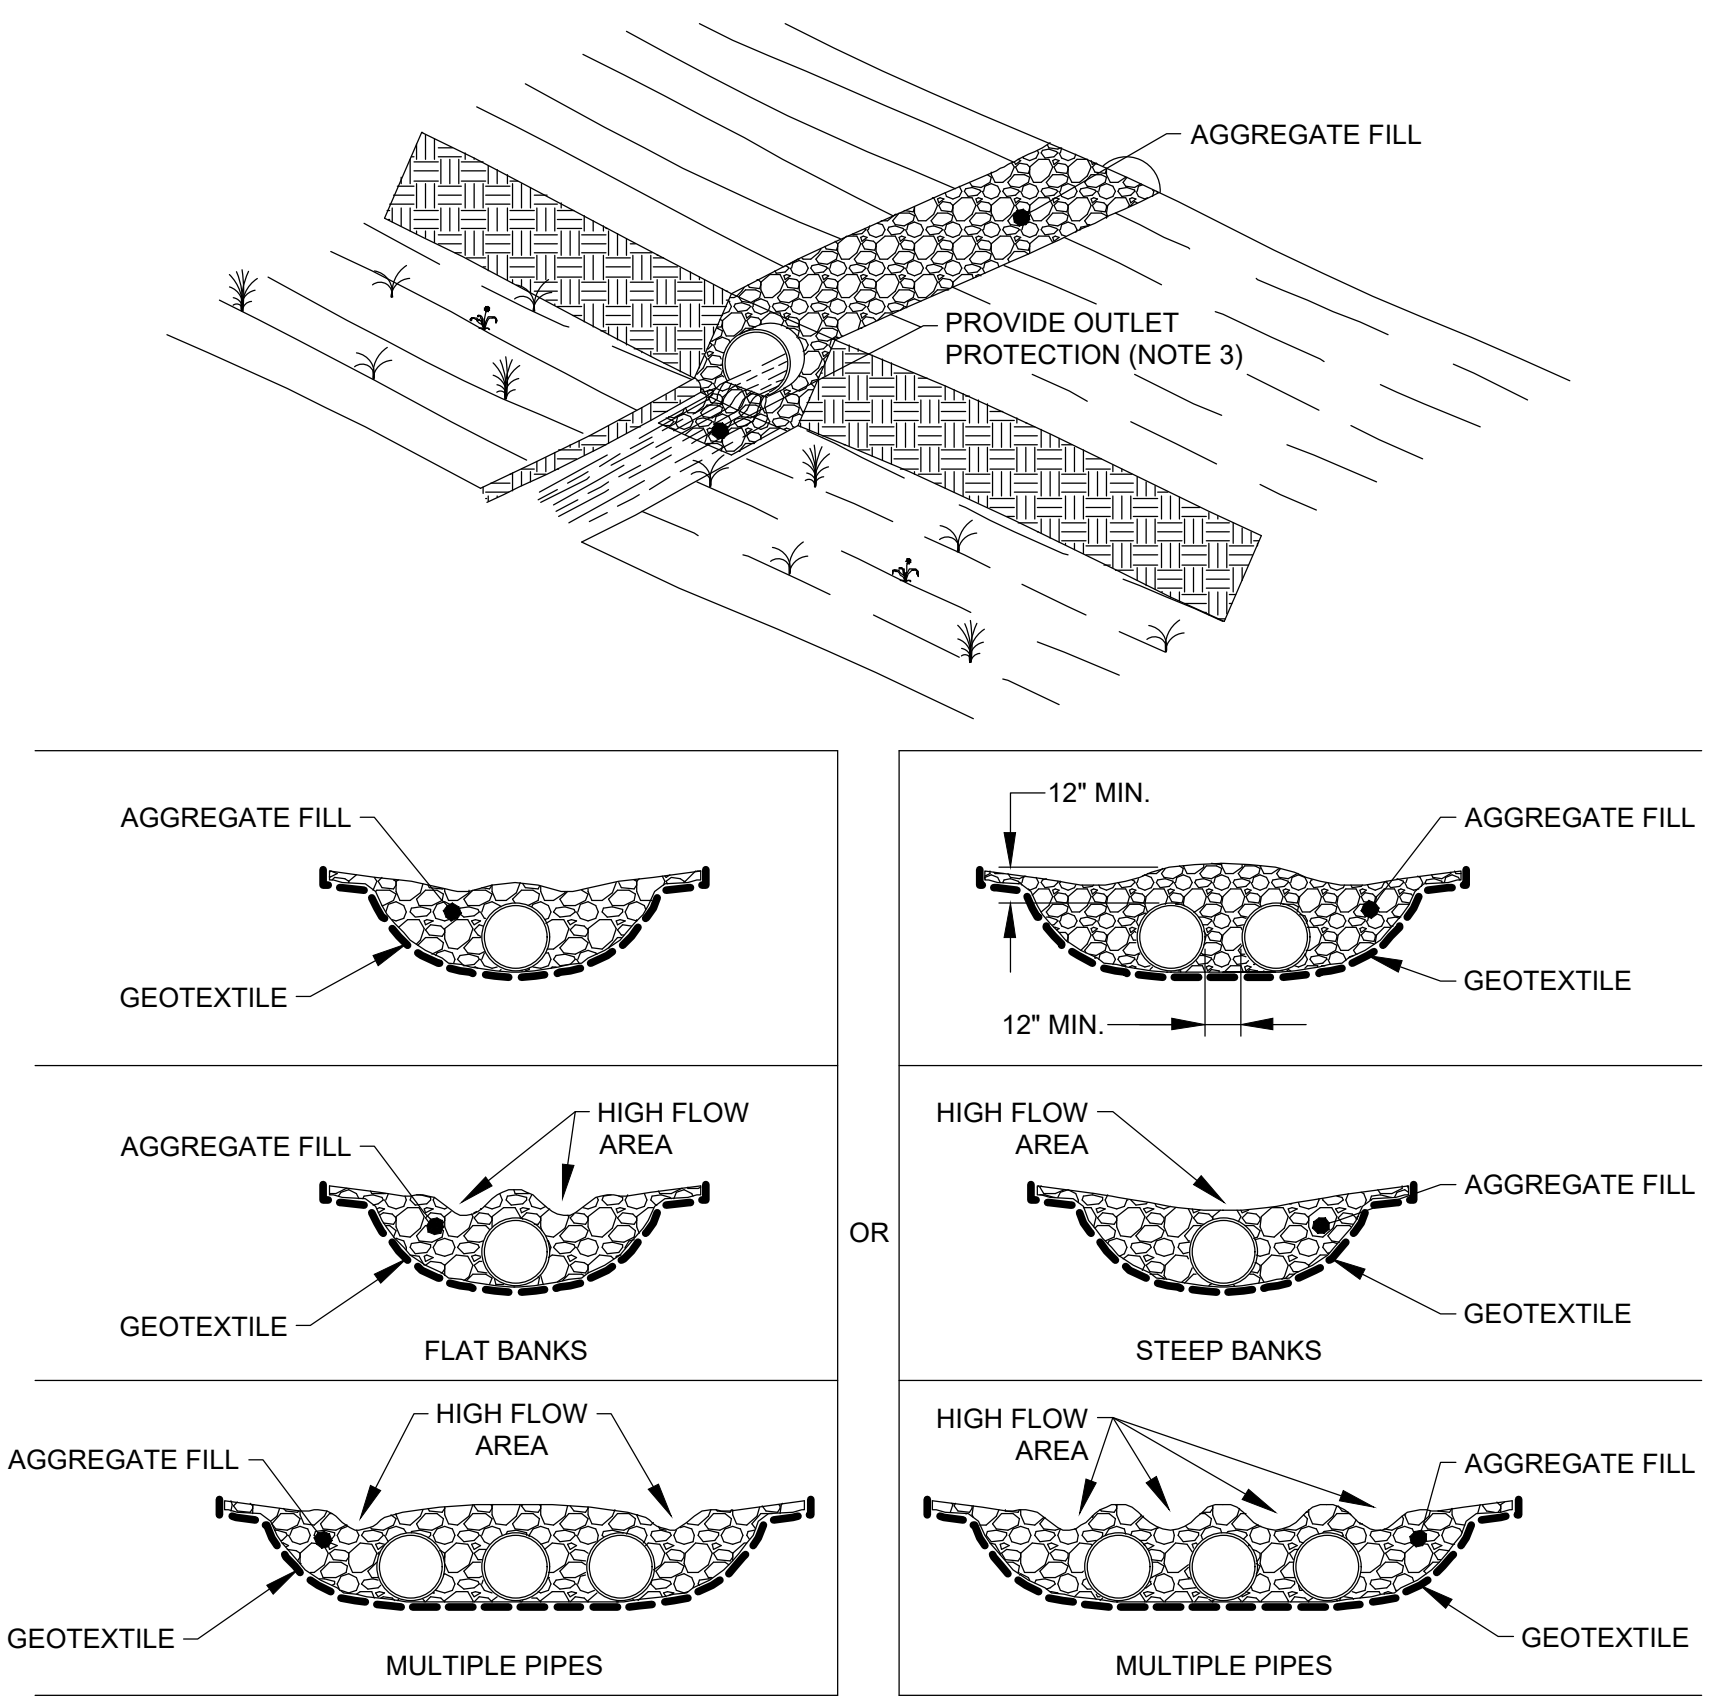 AGGREGATE FILL
PROVIDE OUTLET
PROTECTION (NOTE 3)
AGGREGATE FILL
GEOTEXTILE
12" MIN.
AGGREGATE FILL
GEOTEXTILE
12" MIN.
HIGH FLOW
AREA
AGGREGATE FILL
GEOTEXTILE
FLAT BANKS
OR
HIGH FLOW
AREA
AGGREGATE FILL
GEOTEXTILE
STEEP BANKS
HIGH FLOW
AREA
AGGREGATE FILL
GEOTEXTILE
MULTIPLE PIPES
HIGH FLOW
AREA
AGGREGATE FILL
GEOTEXTILE
MULTIPLE PIPES